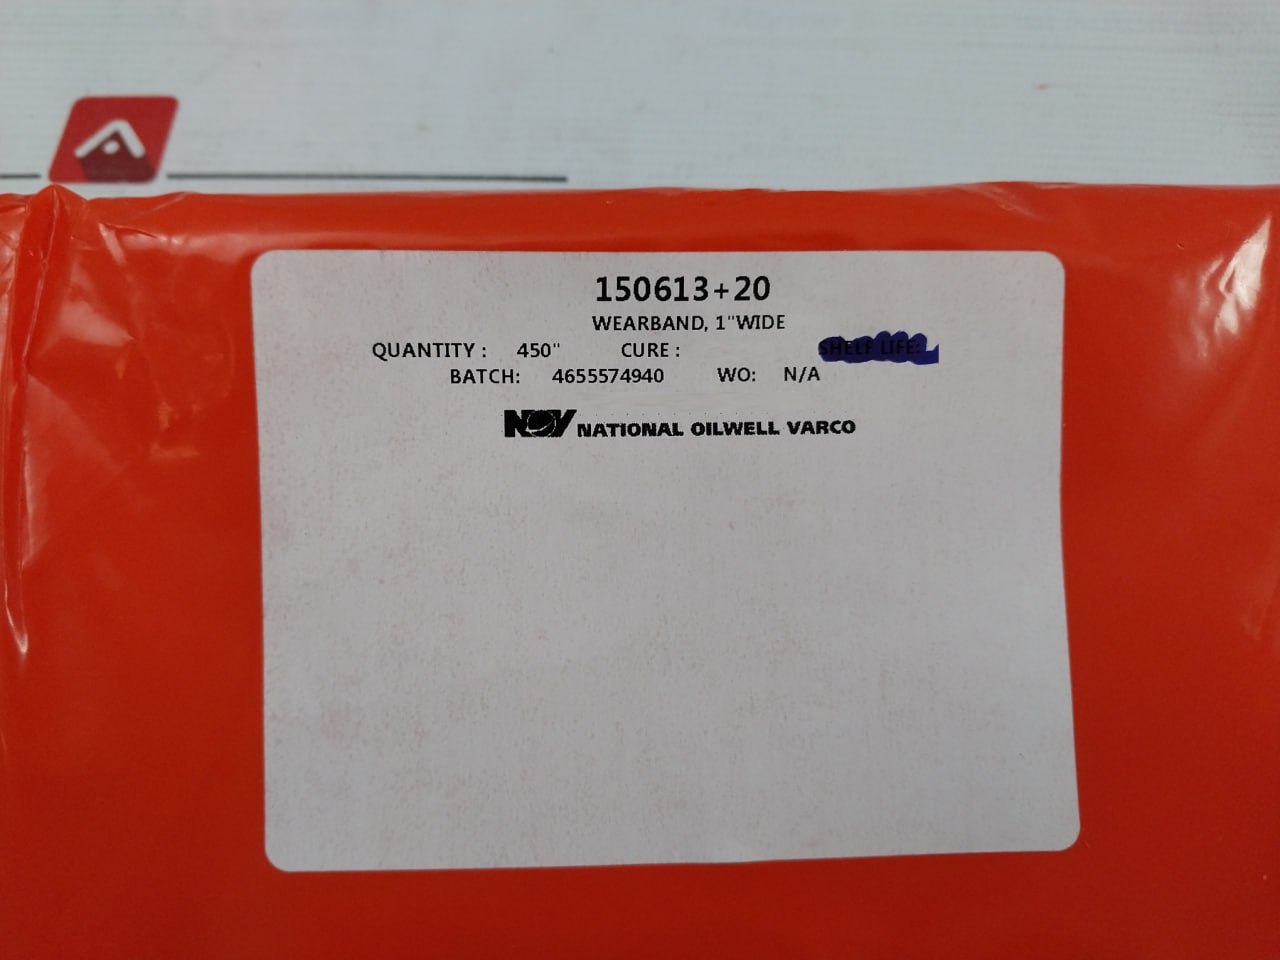 150613+20
WEARBAND, 1"WIDE
QUANTITY : 450" CURE : SHELF LIFE:
BATCH: 4655574940 WO: N/A
NOV NATIONAL OILWELL VARCO